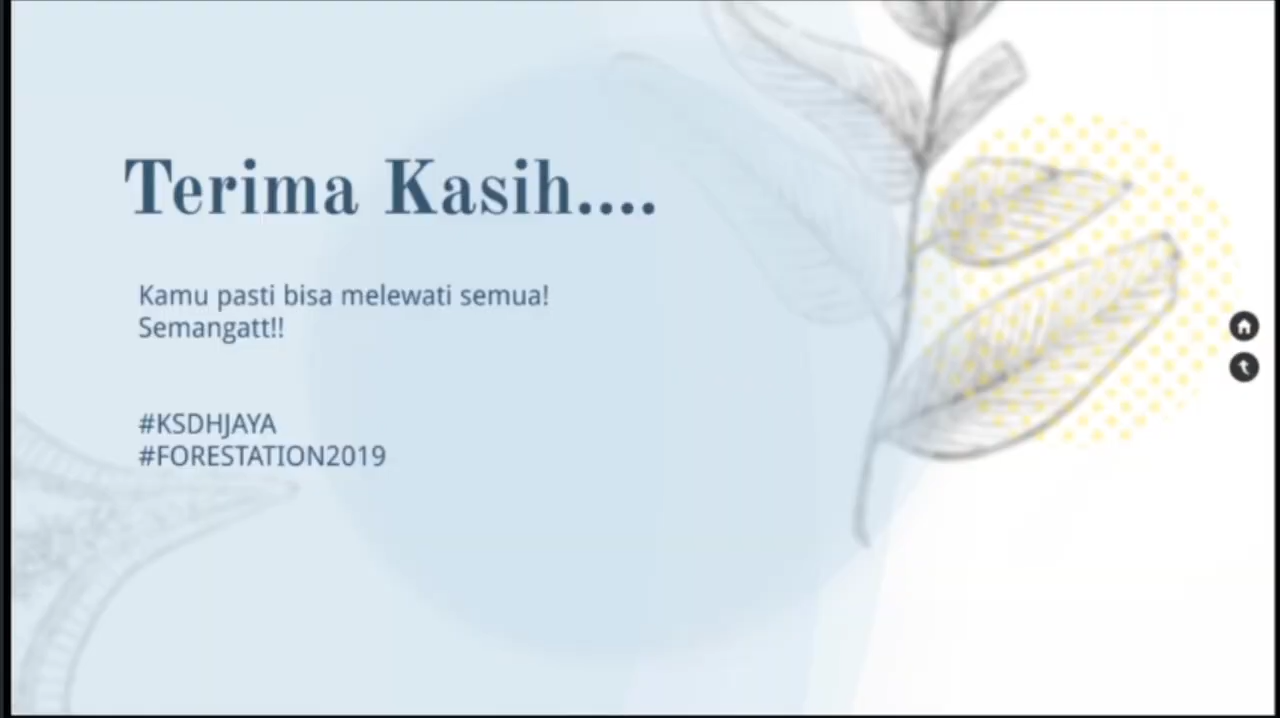 Terima Kasih....
Kamu pasti bisa melewati semua!
Semangatt!!
#KSDHJAYA
#FORESTATION2019